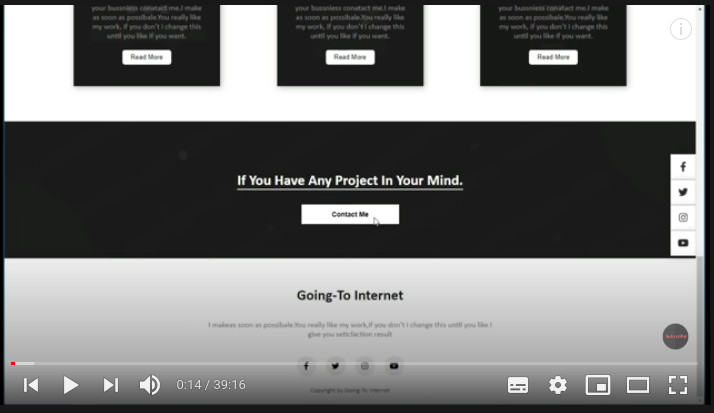 your bussnless conatact me.I make
as soon as possibale.You really like
my work, if you don't i change this
until you like if you want.
Read More
your bussnless conatact me.I make
as soon as possibale.You really like
my work, if you don't i change this
until you like if you want.
Read More
your bussnless conatact me.I make
as soon as possibale.You really like
my work, if you don't i change this
until you like if you want.
Read More
If You Have Any Project In Your Mind.
Contact Me
Going-To Internet
I makeas soon as possibale.You really like my work,if you don't i change this until you like I
give you seticfaction result
Subscribe
Copyright by Going-To Internet
0:14 / 39:16